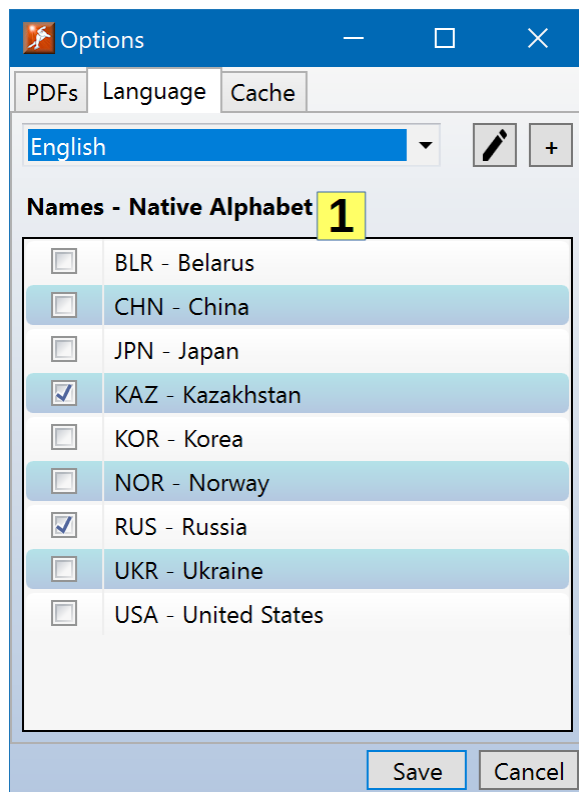 Options
PDFs Language Cache
English +
Names - Native Alphabet 1
BLR - Belarus
CHN - China
JPN - Japan
KAZ - Kazakhstan
KOR - Korea
NOR - Norway
RUS - Russia
UKR - Ukraine
USA - United States
Save Cancel